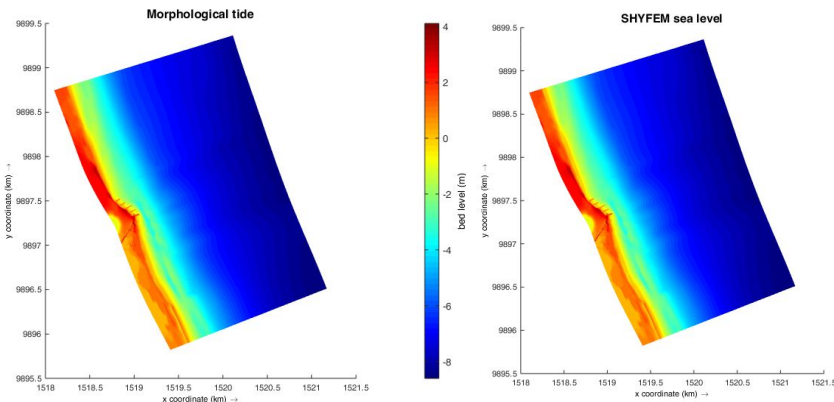 Morphological tide
9899.5
9899
9898.5
9898
9897.5
9897
9896.5
9896
9895.5
y coordinate (km) →
1518 1518.5 1519 1519.5 1520 1520.5 1521 1521.5
x coordinate (km) →
4
2
0
-2
-4
-6
-8
bed level (m)
SHYFEM sea level
9899.5
9899
9898.5
9898
9897.5
9897
9896.5
9896
9895.5
y coordinate (km) →
1518 1518.5 1519 1519.5 1520 1520.5 1521 1521.5
x coordinate (km) →